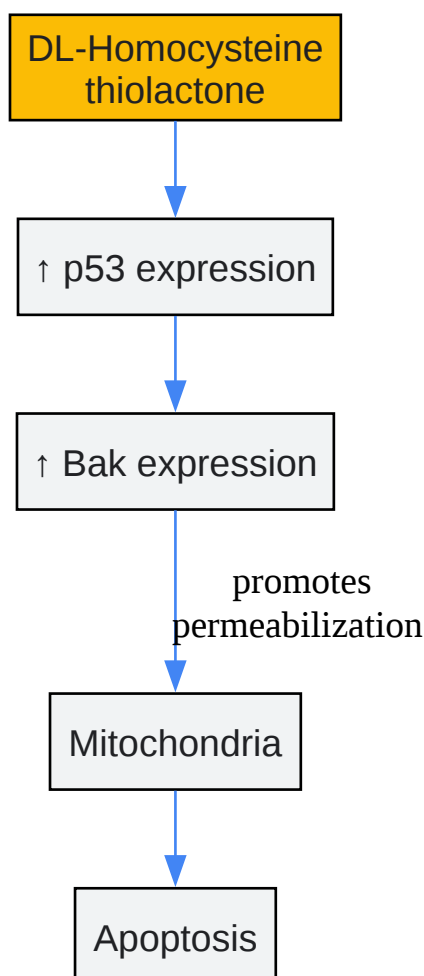 DL-Homocysteine
thiolactone
↑ p53 expression
↑ Bak expression
promotes
permeabilization
Mitochondria
Apoptosis